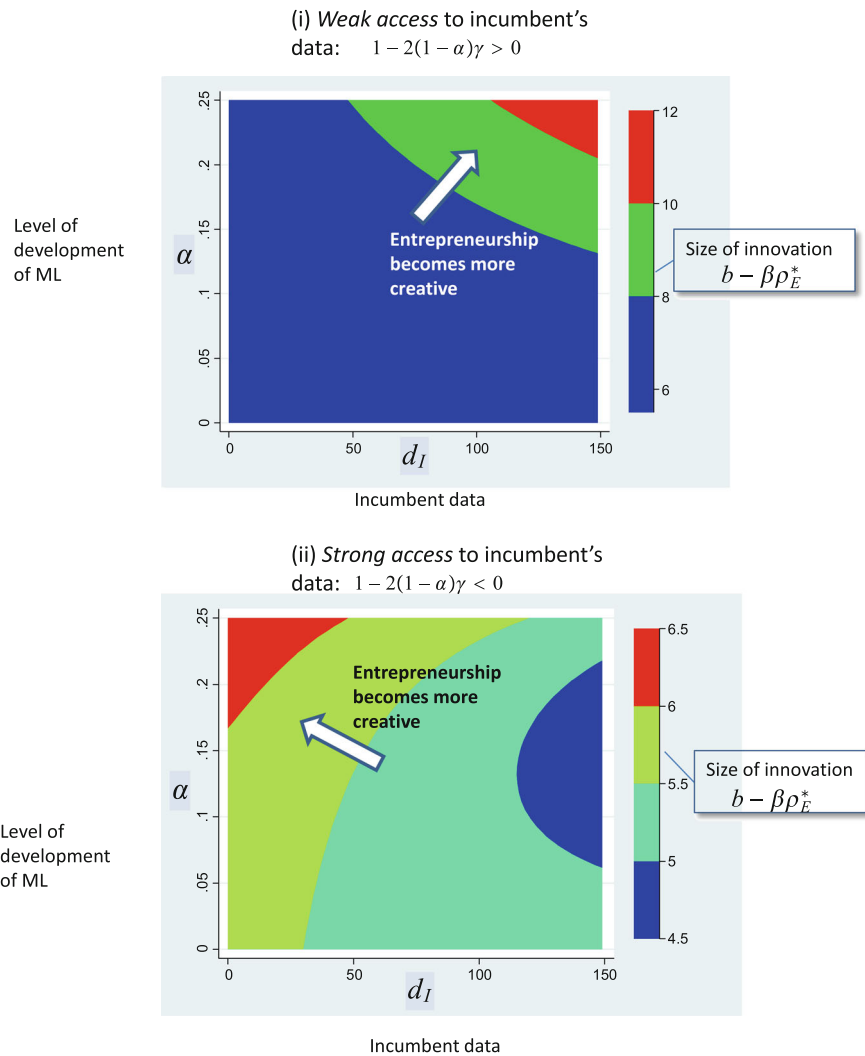 (i) Weak access to incumbent's
data: 1 − 2(1 − α)γ > 0
.25
.2
.15
.1
.05
0
0
50
100
150
Level of
development
of ML
α
Entrepreneurship
becomes more
creative
12
10
8
6
Size of innovation
b − βρ*E
dI
Incumbent data
(ii) Strong access to incumbent's
data: 1 − 2(1 − α)γ < 0
.25
.2
.15
.1
.05
0
0
50
100
150
Level of
development
of ML
α
Entrepreneurship
becomes more
creative
6.5
6
5.5
5
4.5
Size of innovation
b − βρ*E
dI
Incumbent data